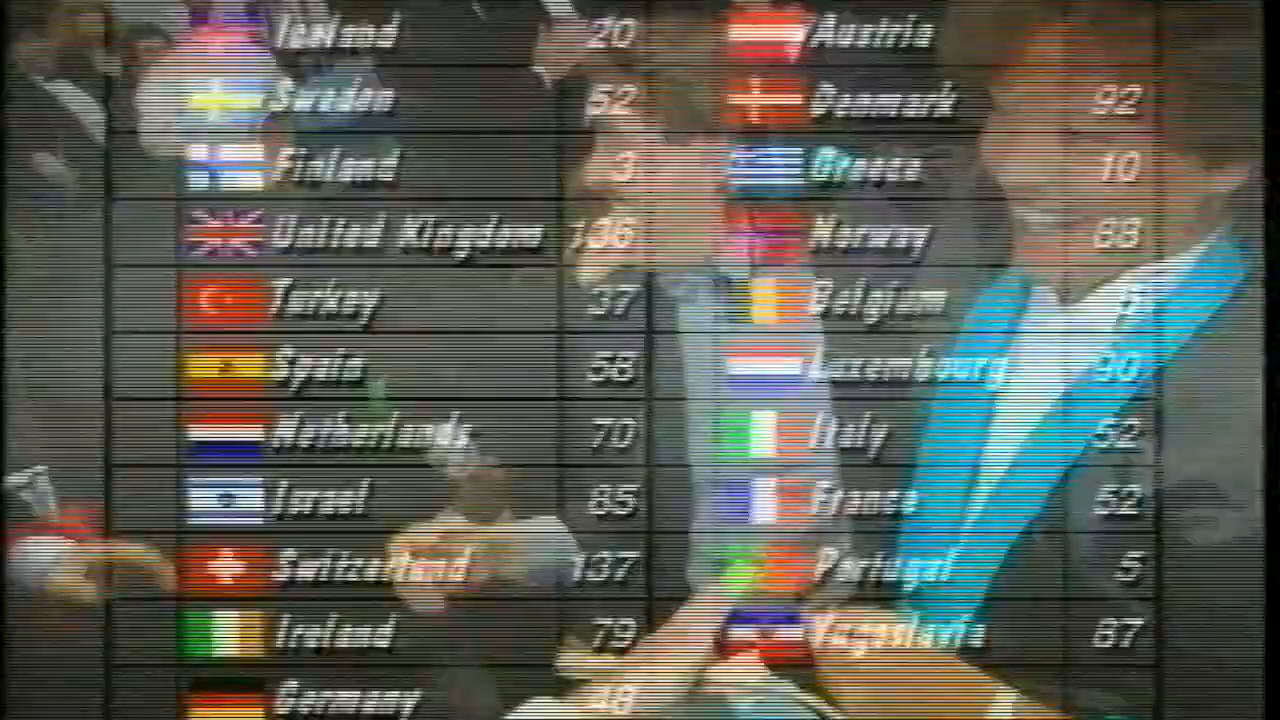 Iceland 20 Austria
Sweden 52 Denmark 92
Finland 3 Greece 10
United Kingdom 136 Norway 88
Turkey 37 Belgium
Spain 58 Luxembourg 90
Netherlands 70 Italy 52
Israel 85 France 52
Switzerland 137 Portugal 5
Ireland 79 Yugoslavia 87
Germany 48